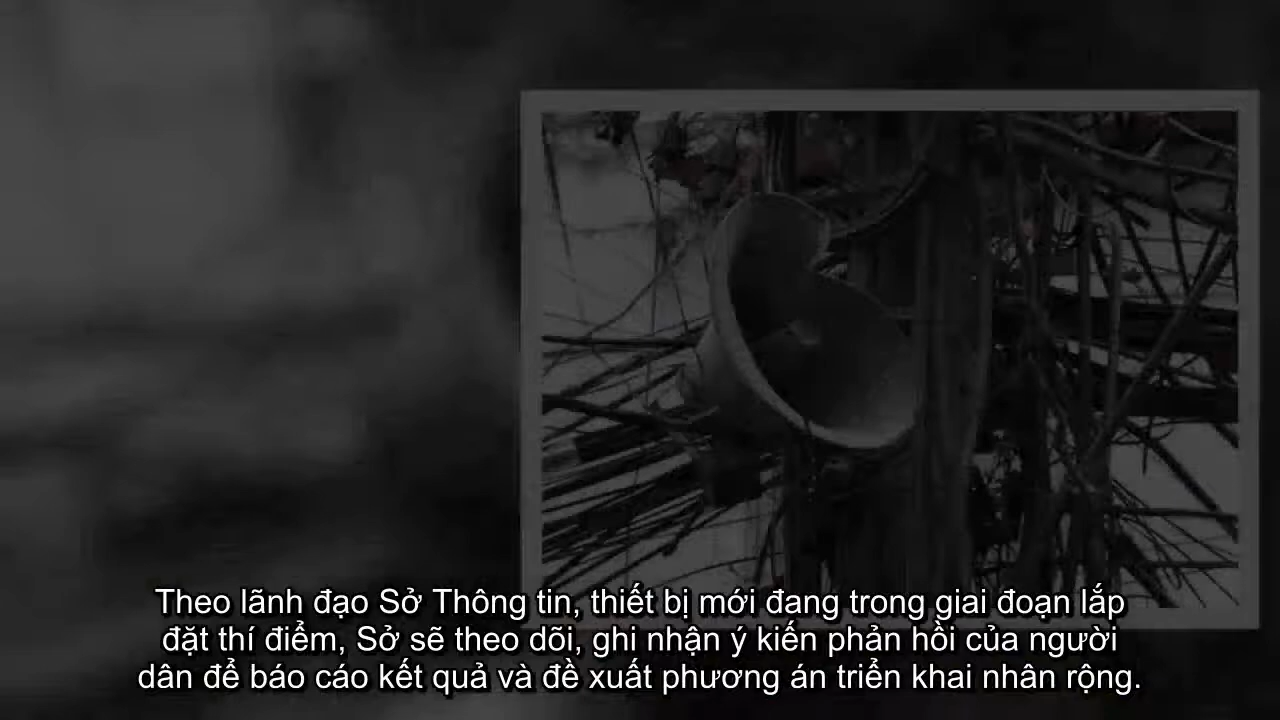 Theo lãnh đạo Sở Thông tin, thiết bị mới đang trong giai đoạn lắp
đặt thí điểm, Sở sẽ theo dõi, ghi nhận ý kiến phản hồi của người
dân để báo cáo kết quả và đề xuất phương án triển khai nhân rộng.